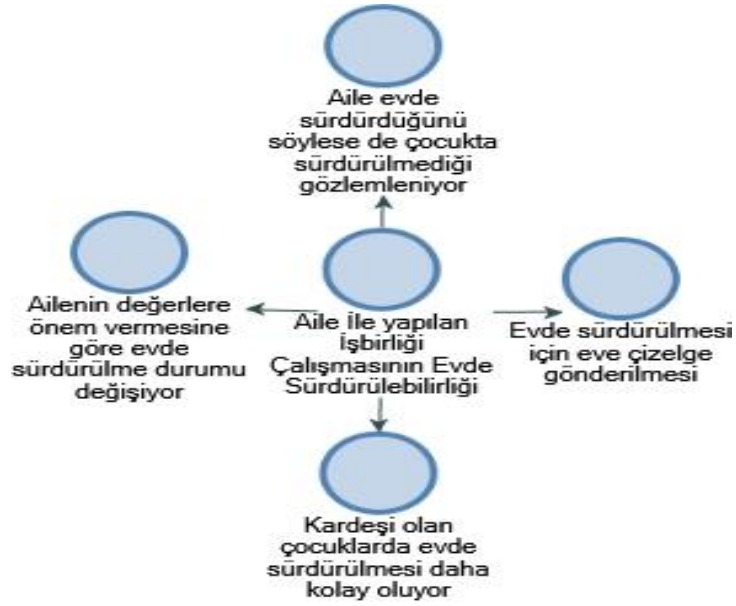 Aile evde
sürdürdüğünü
söylese de çocukta
sürdürülmediği
gözlemleniyor
Ailenin değerlere
önem vermesine
göre evde
sürdürülme durumu
değişiyor
Aile İle yapılan
İşbirliği
Çalışmasının Evde
Sürdürülebilirliği
Evde sürdürülmesi
için eve çizelge
gönderilmesi
Kardeşi olan
çocuklarda evde
sürdürülmesi daha
kolay oluyor